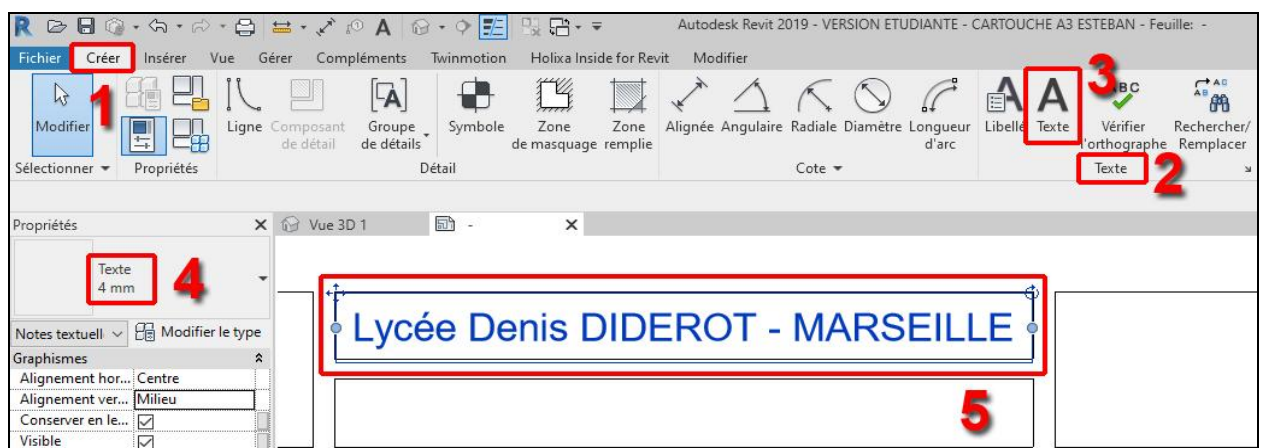 Autodesk Revit 2019 - VERSION ETUDIANTE - CARTOUCHE A3 ESTEBAN - Feuille: -
Fichier Créer Insérer Vue Gérer Compléments Twinmotion Holixa Inside for Revit Modifier
1
3
Modifier
Ligne Composant de détail Groupe de détails Symbole Zone de masquage Zone remplie
Alignée Angulaire Radiale Diamètre Longueur d'arc
Libellé Texte Vérifier l'orthographe Rechercher/ Remplacer
Sélectionner Propriétés Détail Cote Texte
2
Propriétés
Vue 3D 1 -
Texte
4 mm
4
Lycée Denis DIDEROT - MARSEILLE
Notes textuell Modifier le type
Graphismes
Alignement hor... Centre
Alignement ver... Milieu
Conserver en le...
Visible
5